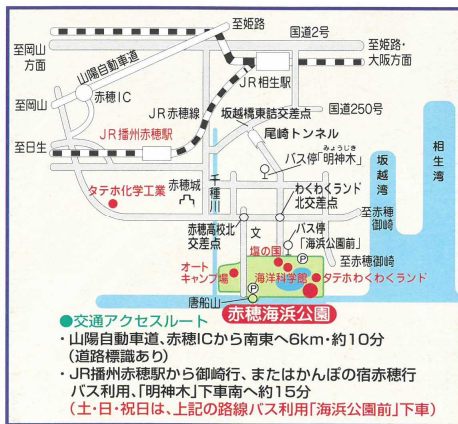 至姫路
国道2号
至岡山
方面
至姫路・
大阪方面
山陽自動車道
JR相生駅
至岡山
赤穂IC
JR赤穂線
坂越橋東詰交差点
国道250号
JR播州赤穂駅
尾崎トンネル
至日生
みょうじき
バス停「明神木」
坂越湾
相生湾
千種川
タテホ化学工業
赤穂城
わくわくランド
北交差点
至赤穂
御崎
赤穂高校北
交差点
文
バス停
「海浜公園前」
塩の国
P
至赤穂御崎
オート
キャンプ場
海洋科学館
タテホわくわくランド
P
唐船山
赤穂海浜公園
●交通アクセスルート
・山陽自動車道、赤穂ICから南東へ6km・約10分
(道路標識あり)
・JR播州赤穂駅から御崎行、またはかんぽの宿赤穂行
バス利用、「明神木」下車南へ約15分
(土・日・祝日は、上記の路線バス利用「海浜公園前」下車)